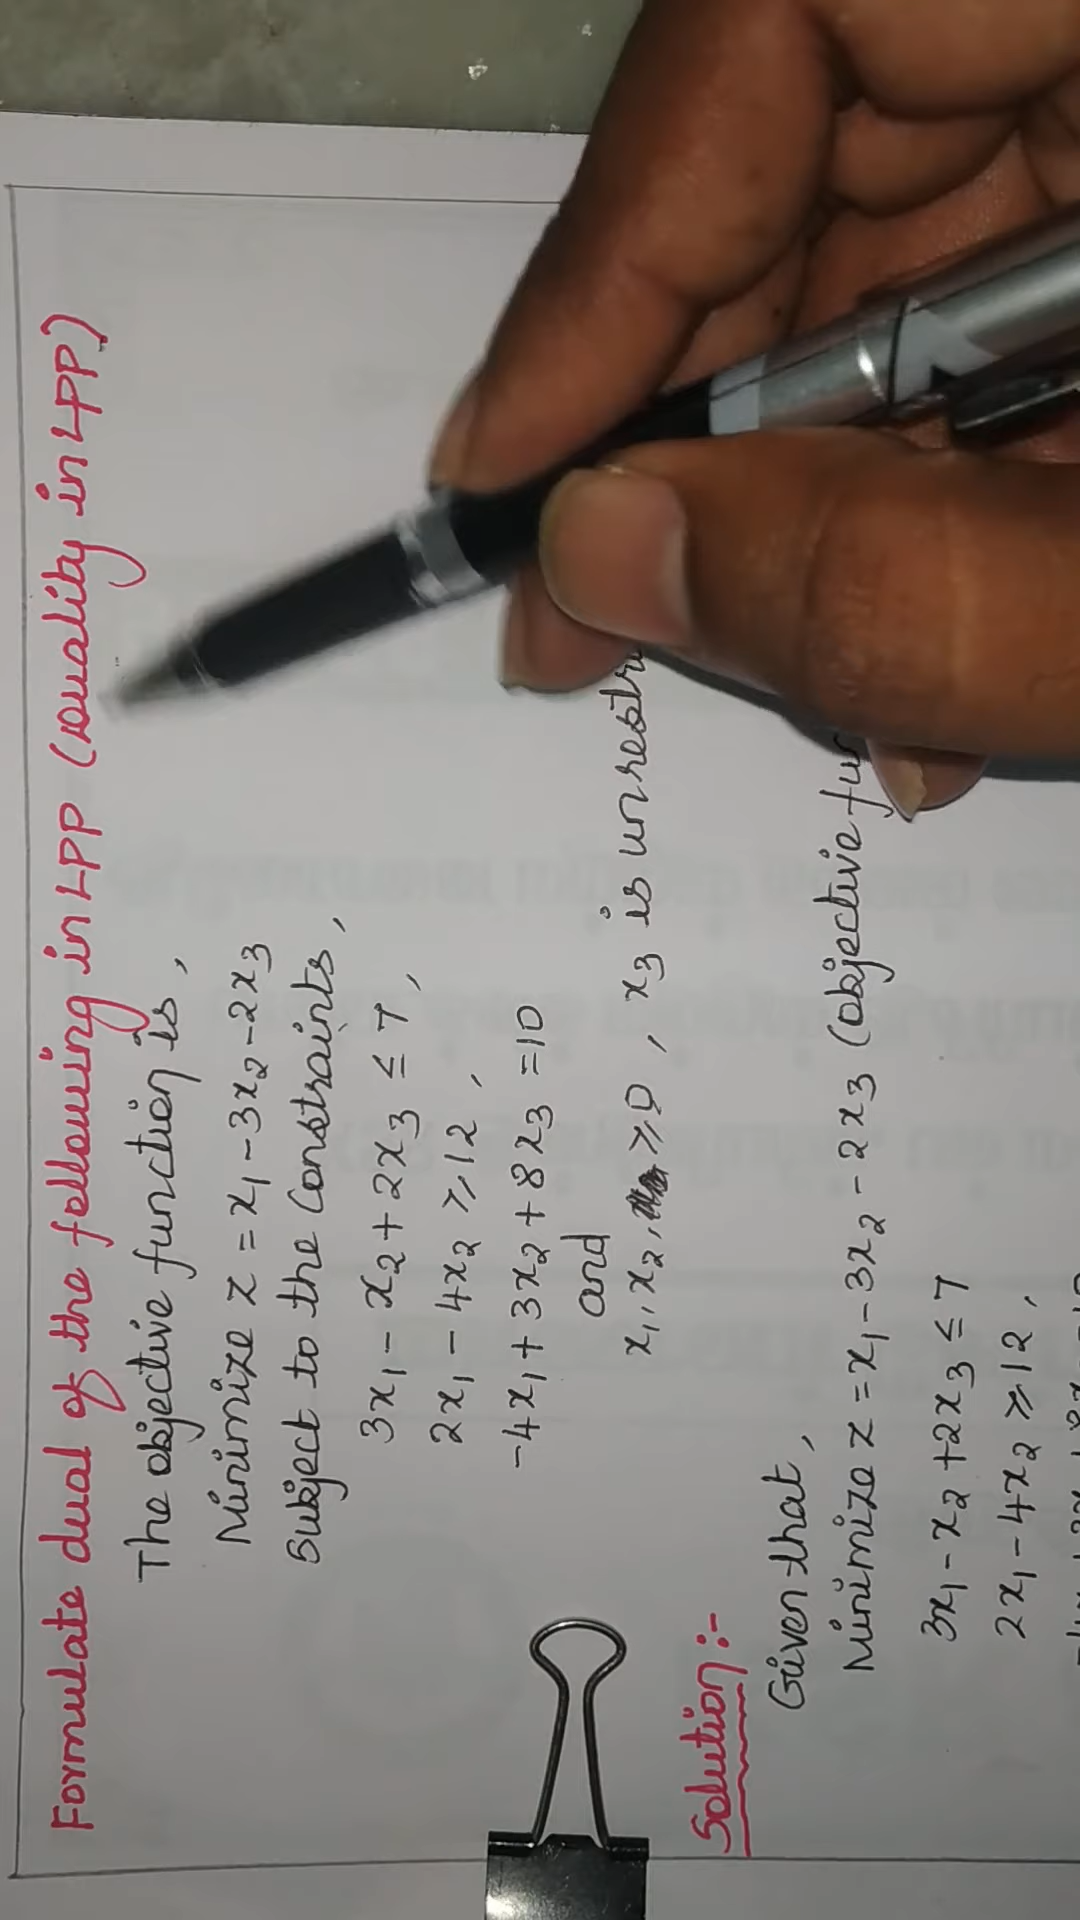 Formulate dual of the following in LPP (Duality in LPP)
The objective function is,
Minimize z = x₁ - 3x₂ - 2x₃
Subject to the Constraints,
3x₁ - x₂ + 2x₃ ≤ 7,
2x₁ - 4x₂ ≥ 12,
-4x₁ + 3x₂ + 8x₃ = 10
and
x₁, x₂, ≥ 0, x₃ is unrestr
Solution:-
Given that,
Minimize z = x₁ - 3x₂ - 2x₃ (objective fun
3x₁ - x₂ + 2x₃ ≤ 7
2x₁ - 4x₂ ≥ 12,